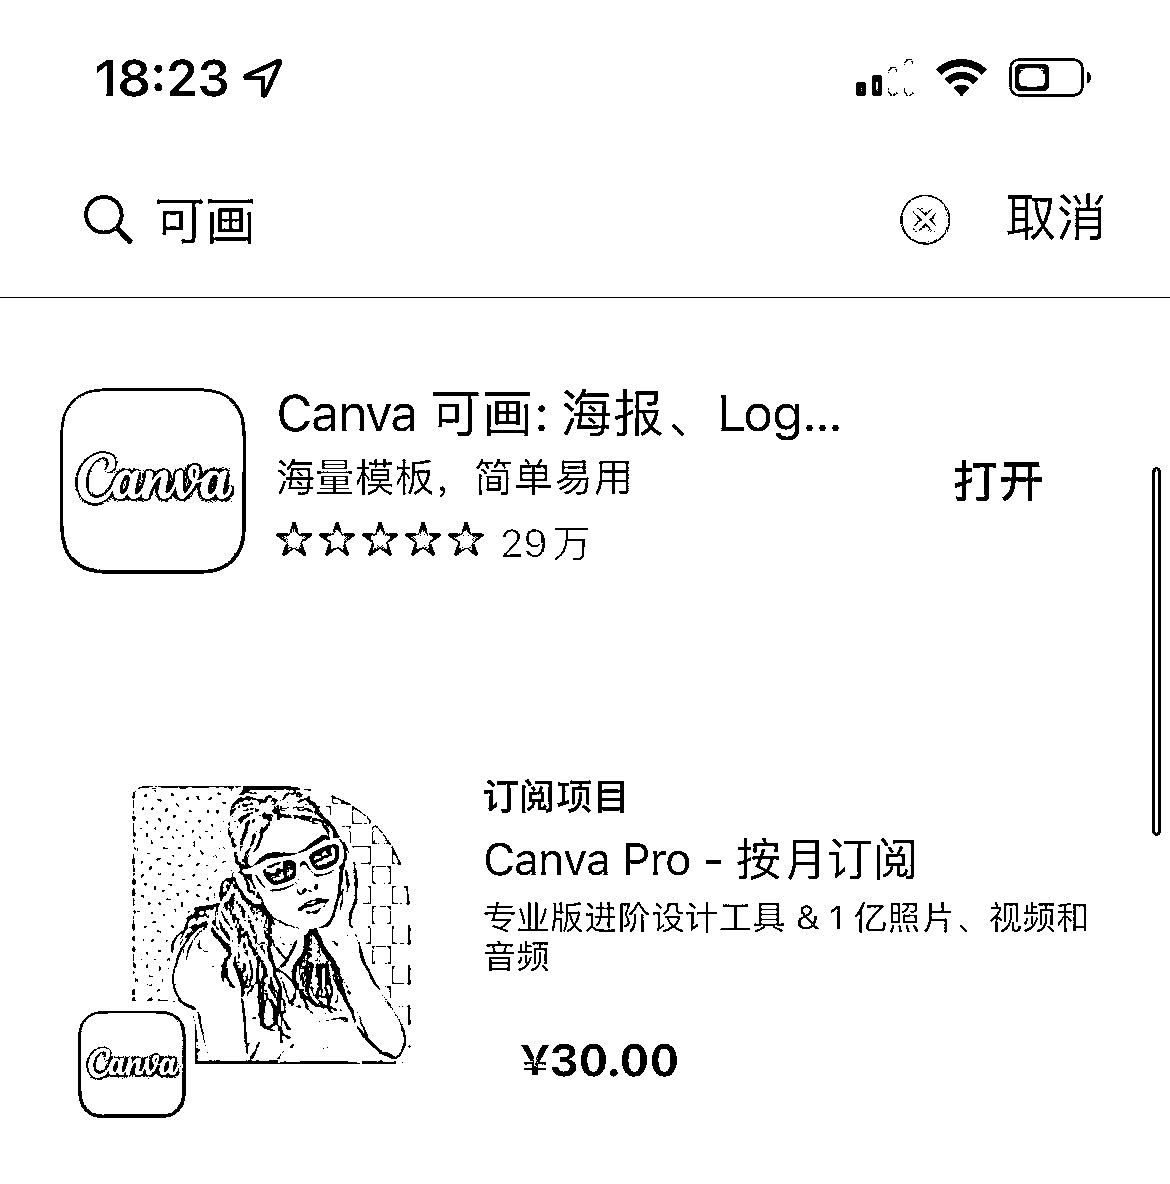 18:23
可画
取消
Canva
Canva 可画: 海报、Log...
海量模板，简单易用
打开
29万
订阅项目
Canva Pro - 按月订阅
专业版进阶设计工具 & 1 亿照片、视频和
音频
Canva
¥30.00